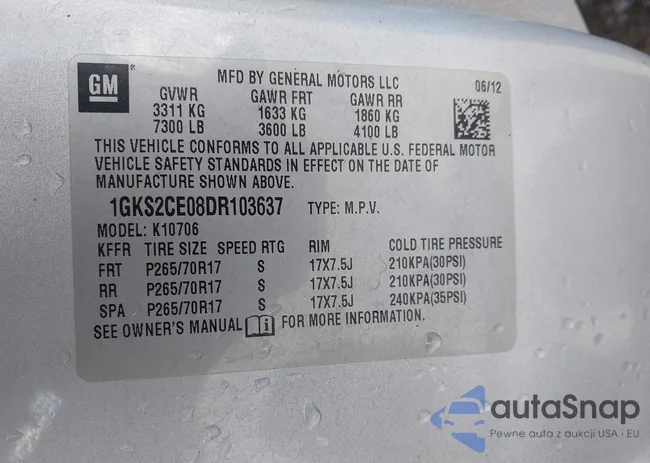 GM
MFD BY GENERAL MOTORS LLC
06/12
GVWR GAWR FRT GAWR RR
3311 KG 1633 KG 1860 KG
7300 LB 3600 LB 4100 LB
THIS VEHICLE CONFORMS TO ALL APPLICABLE U.S. FEDERAL MOTOR
VEHICLE SAFETY STANDARDS IN EFFECT ON THE DATE OF
MANUFACTURE SHOWN ABOVE.
1GKS2CE08DR103637 TYPE: M.P.V.
MODEL: K10706
KFFR TIRE SIZE SPEED RTG RIM COLD TIRE PRESSURE
FRT P265/70R17 S 17X7.5J 210KPA(30PSI)
RR P265/70R17 S 17X7.5J 210KPA(30PSI)
SPA P265/70R17 S 17X7.5J 240KPA(35PSI)
SEE OWNER'S MANUAL FOR MORE INFORMATION.
autaSnap
Pewne auta z aukcji USA i EU